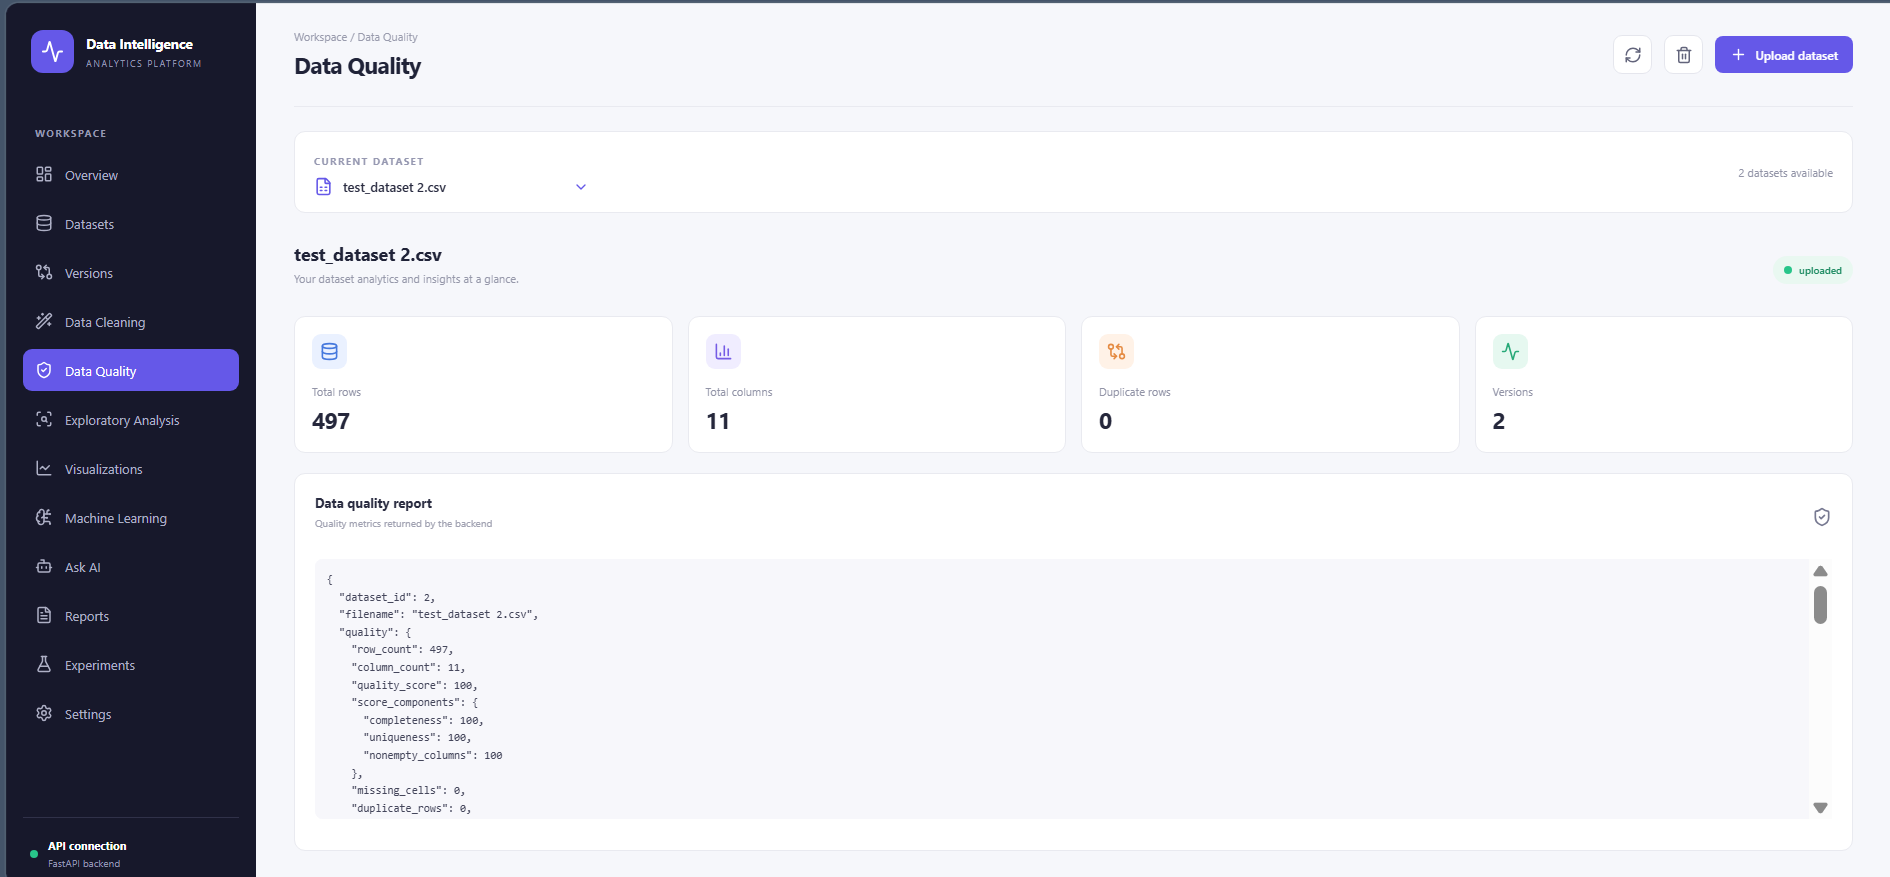 Data Intelligence
ANALYTICS PLATFORM
WORKSPACE
Overview
Datasets
Versions
Data Cleaning
Data Quality
Exploratory Analysis
Visualizations
Machine Learning
Ask AI
Reports
Experiments
Settings
API connection
FastAPI backend
Workspace / Data Quality
Data Quality
Upload dataset
CURRENT DATASET
test_dataset 2.csv
2 datasets available
test_dataset 2.csv
Your dataset analytics and insights at a glance.
uploaded
Total rows
497
Total columns
11
Duplicate rows
0
Versions
2
Data quality report
Quality metrics returned by the backend
{
  "dataset_id": 2,
  "filename": "test_dataset 2.csv",
  "quality": {
    "row_count": 497,
    "column_count": 11,
    "quality_score": 100,
    "score_components": {
      "completeness": 100,
      "uniqueness": 100,
      "nonempty_columns": 100
    },
    "missing_cells": 0,
    "duplicate_rows": 0,